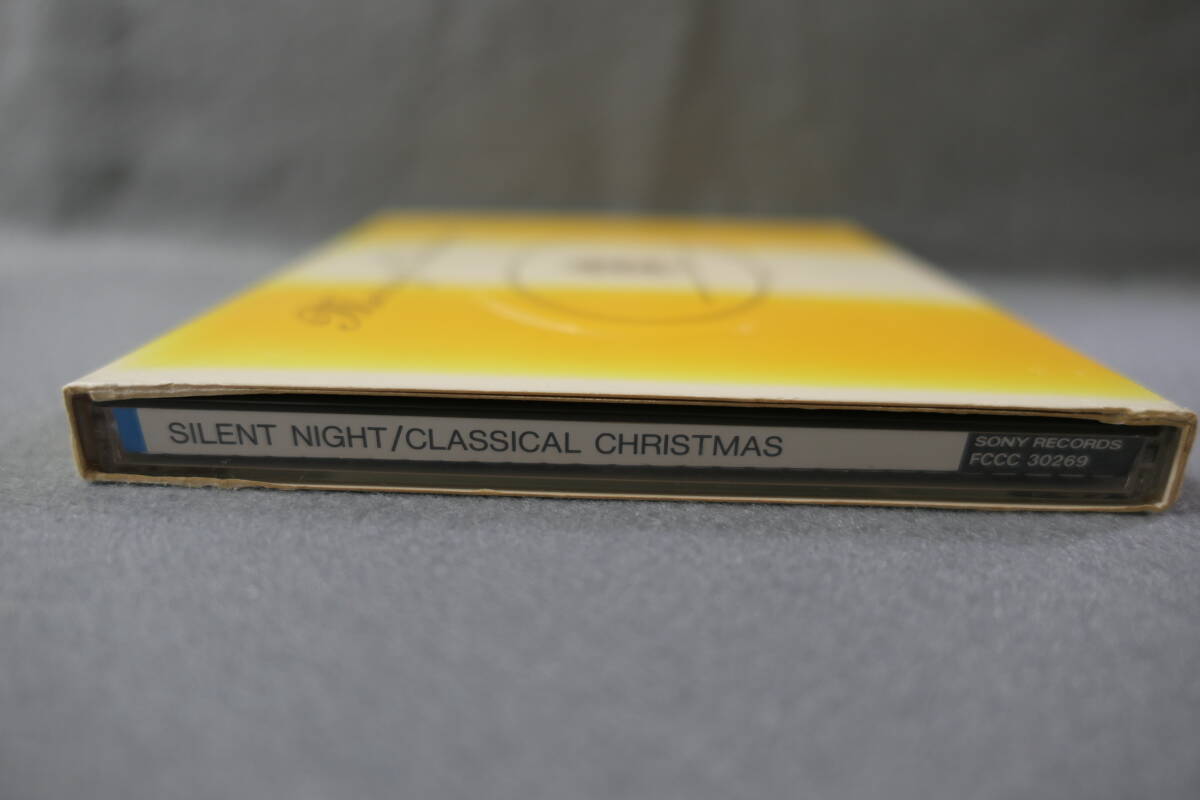 SILENT NIGHT/CLASSICAL CHRISTMAS
SONY RECORDS
FCCC 30269